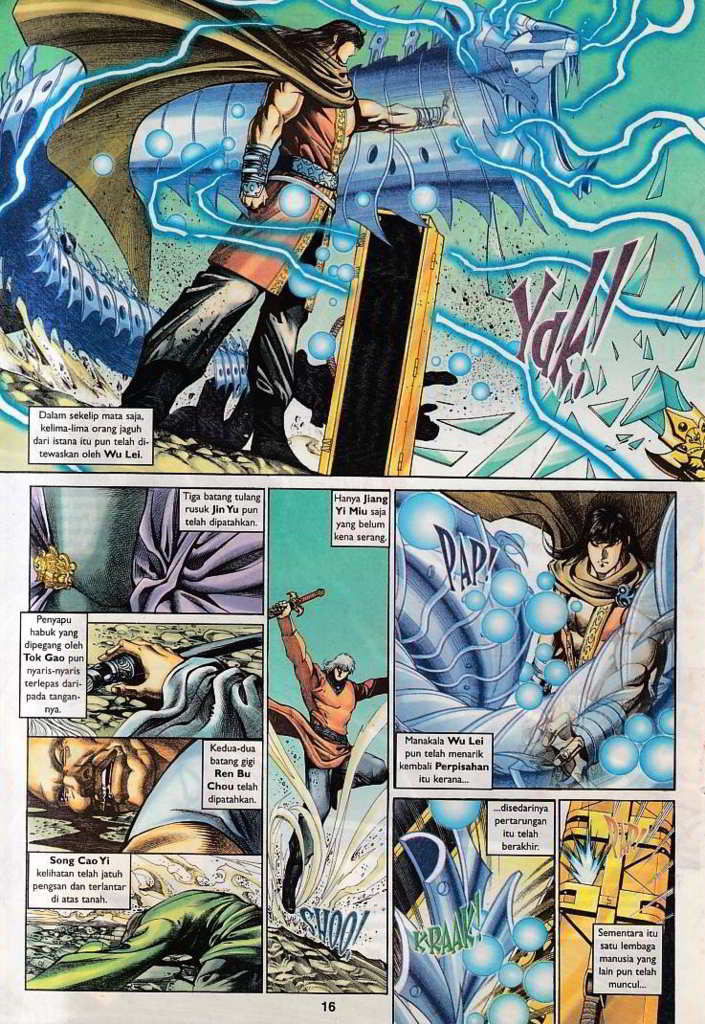 Yaki!
Dalam sekelip mata saja,
kelima-lima orang jaguh
dari istana itu pun telah di-
tewaskan oleh Wu Lei.
Tiga batang tulang
rusuk Jin Yu pun
telah dipatahkan.
Penyapu
habuk yang
dipegang oleh
Tok Gao pun
nyaris-nyaris
terlepas dari-
pada tangan-
nya.
Kedua-dua
batang gigi
Ren Bu
Chou telah
dipatahkan.
Song Cao Yi
kelihatan telah jatuh
pengsan dan terlantar
di atas tanah.
Hanya Jiang
Yi Miu saja
yang belum
kena serang.
SHOO!
PAP!
Manakala Wu Lei
pun telah menarik
kembali Perpisahan
itu kerana...
...disedarinya
pertarungan
itu telah
berakhir.
KRAAK!
PAP!
Sementara itu
satu lembaga
manusia yang
lain pun telah
muncul...
16